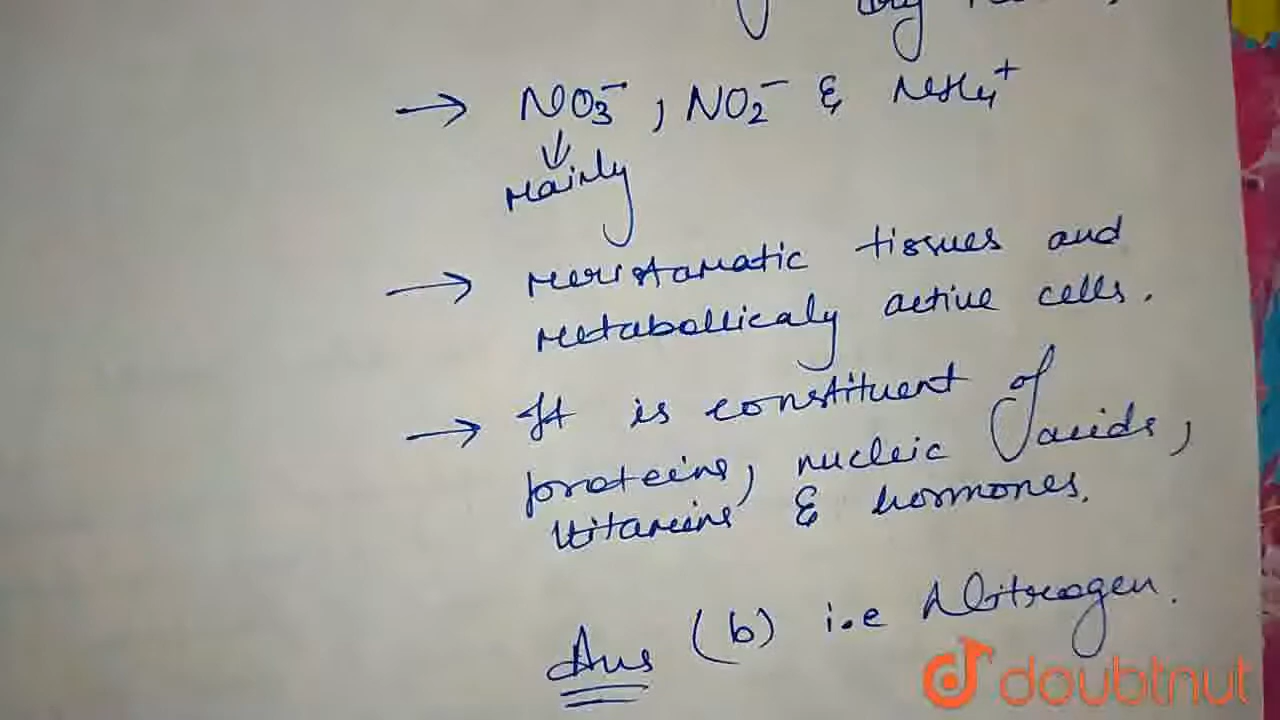 → NO₃⁻, NO₂⁻ & NH₄⁺
⇓
Mainly
→ Meristamatic tissues and
Metabollicaly active cells.
→ It is constituent of
proteins, nucleic acids,
vitamins & hormones.
Ans (b) i.e Nitrogen.
doubtnut